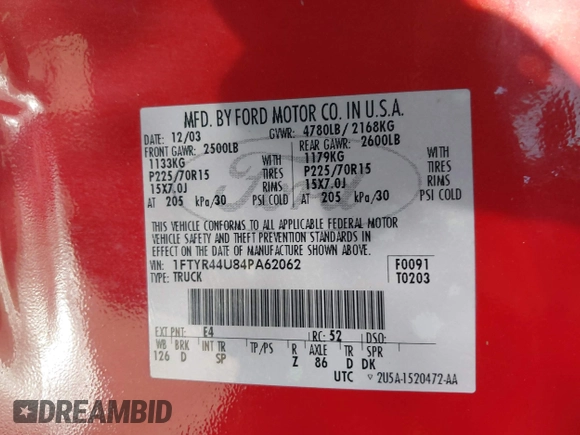 MFD. BY FORD MOTOR CO. IN U.S.A.
DATE: 12/03 GVWR: 4780LB/ 2168KG
FRONT GAWR: 2500LB REAR GAWR: 2600LB
1133KG WITH 1179KG WITH
P225/70R15 TIRES P225/70R15 TIRES
15X7.0J RIMS 15X7.0J RIMS
AT 205 kPa/30 PSI COLD AT 205 kPa/30 PSI COLD
Ford
THIS VEHICLE CONFORMS TO ALL APPLICABLE FEDERAL MOTOR
VEHICLE SAFETY AND THEFT PREVENTION STANDARDS IN
EFFECT ON THE DATE OF MANUFACTURE SHOWN ABOVE.
VIN: 1FTYR44U84PA62062 F0091
TYPE: TRUCK T0203
EXT PNT: E4 RC: 52 DSO:
WB BRK INT TR TP/PS R AXLE TR SPR
126 D SP Z 86 D DK
UTC 2U5A-1520472-AA
DREAMBID